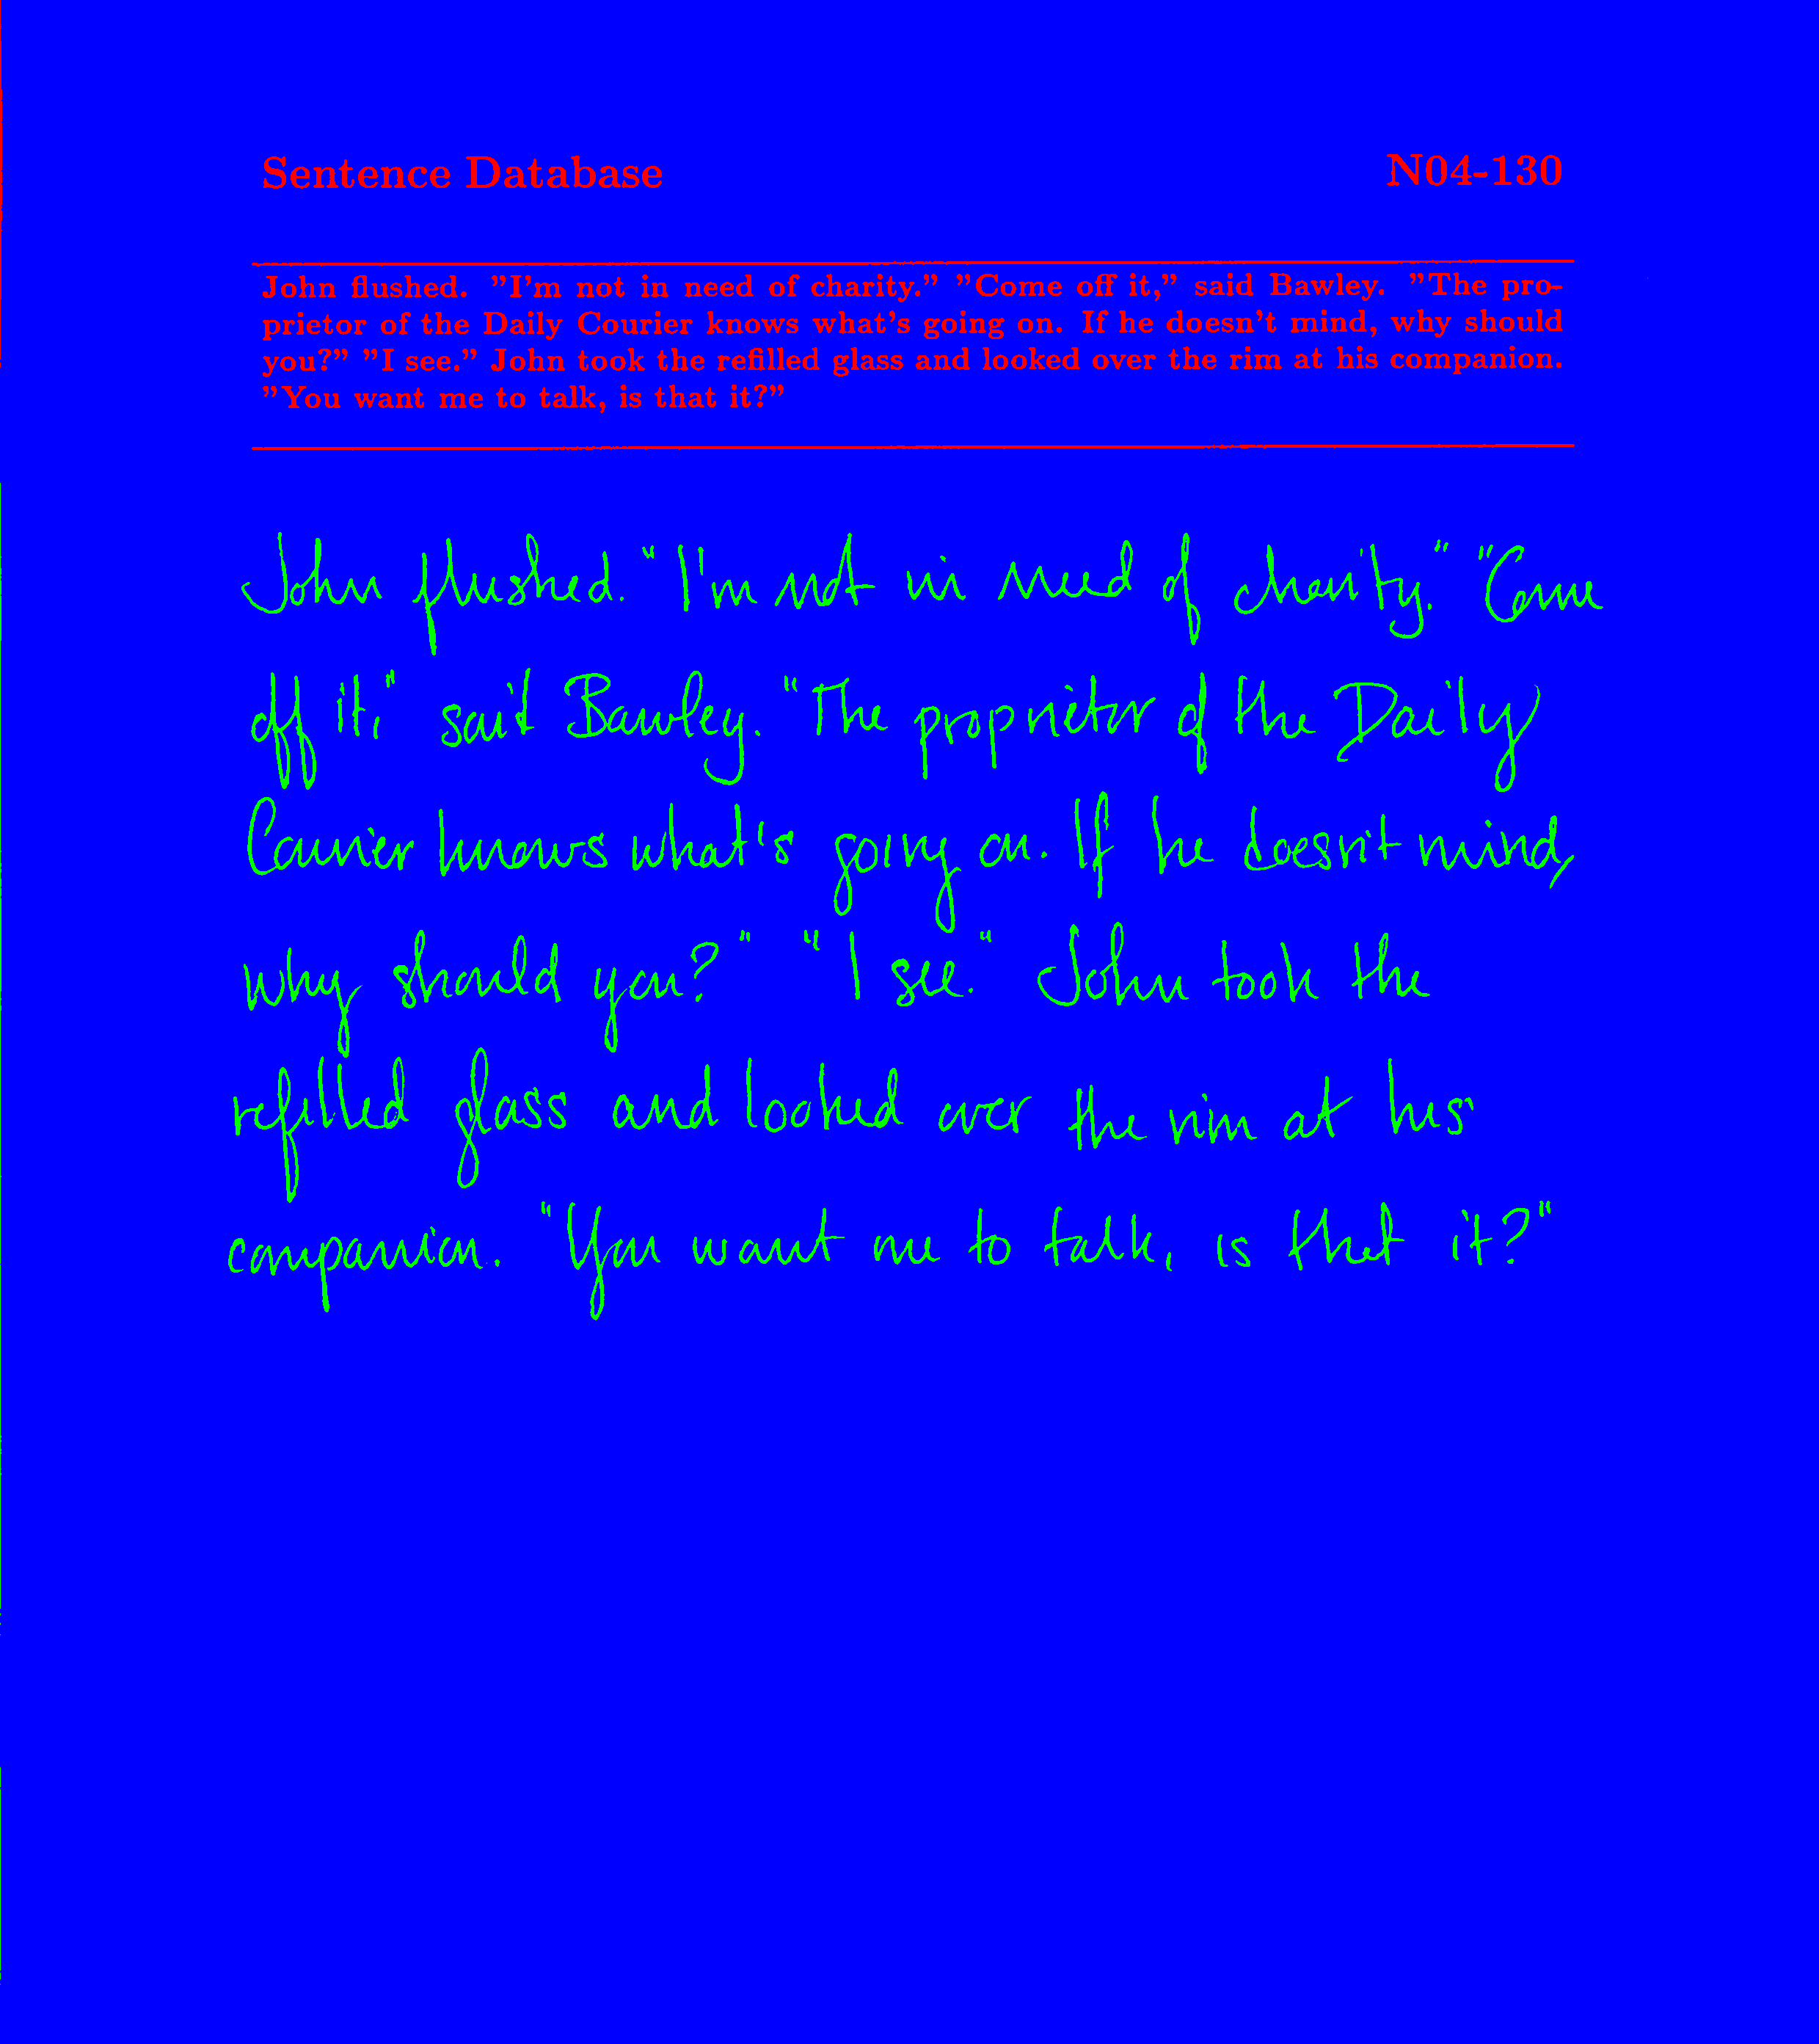 Sentence Database N04-130
John flushed. "I'm not in need of charity." "Come off it," said Bawley. "The pro-
prietor of the Daily Courier knows what's going on. If he doesn't mind, why should
you?" "I see." John took the refilled glass and looked over the rim at his companion.
"You want me to talk, is that it?"
John flushed. "I'm not in need of charity." "Come
off it," said Bawley. "The proprietor of the Daily
Courier knows what's going on. If he doesn't mind,
why should you?" "I see." John took the
refilled glass and looked over the rim at his
companion. "You want me to talk, is that it?"